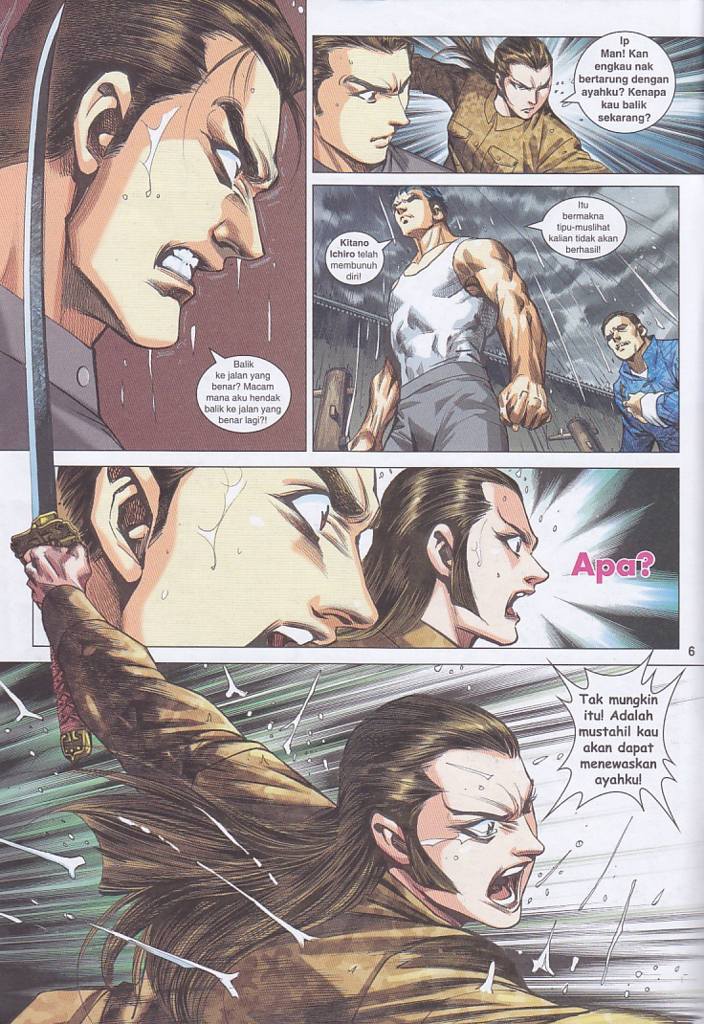 Balik
ke jalan yang
benar? Macam
mana aku hendak
balik ke jalan yang
benar lagi?!
Ip
Man! Kan
engkau nak
bertarung dengan
ayahku? Kenapa
kau balik
sekarang?
Kitano
Ichiro telah
membunuh
diri!
Itu
bermakna
tipu-muslihat
kalian tidak akan
berhasil!
Apa?
6
Tak mungkin
itu! Adalah
mustahil kau
akan dapat
menewaskan
ayahku!